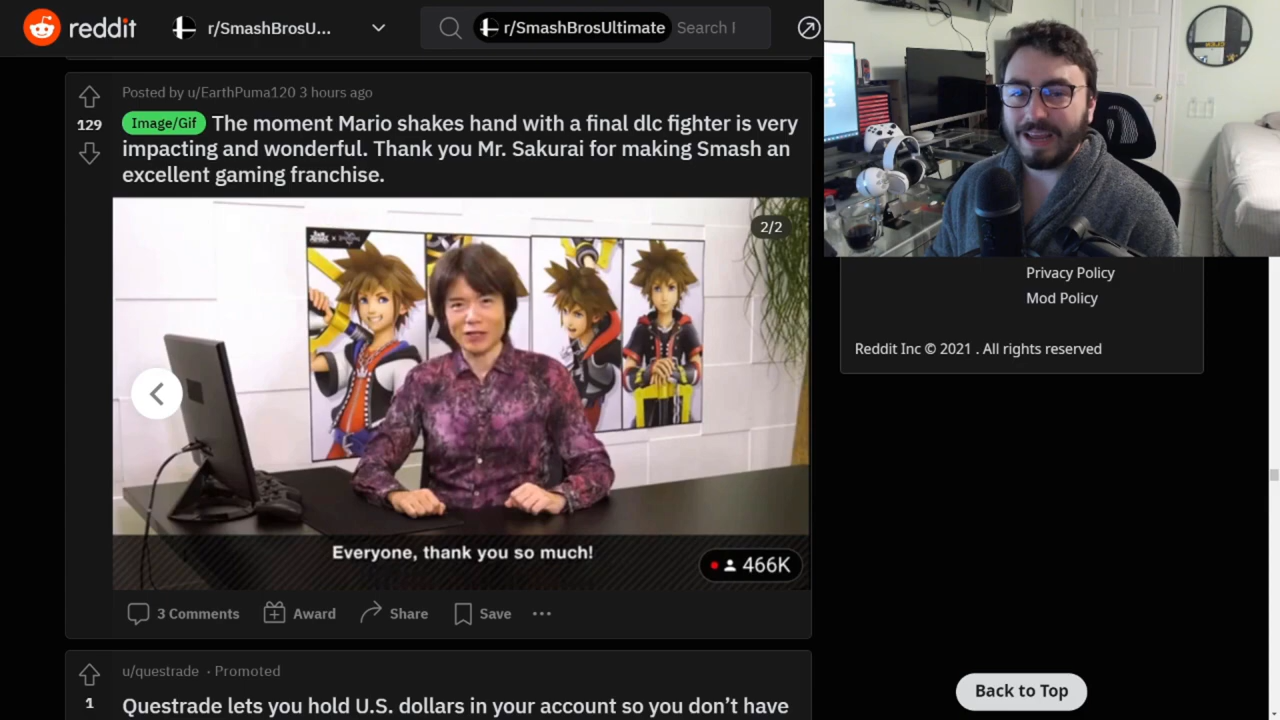 reddit
r/SmashBrosU...
r/SmashBrosUltimate
Search
Posted by u/EarthPuma120 3 hours ago
129
Image/Gif
The moment Mario shakes hand with a final dlc fighter is very
impacting and wonderful. Thank you Mr. Sakurai for making Smash an
excellent gaming franchise.
2/2
Everyone, thank you so much!
466K
3 Comments
Award
Share
Save
u/questrade · Promoted
1
Questrade lets you hold U.S. dollars in your account so you don’t have
Privacy Policy
Mod Policy
Reddit Inc © 2021 . All rights reserved
Back to Top